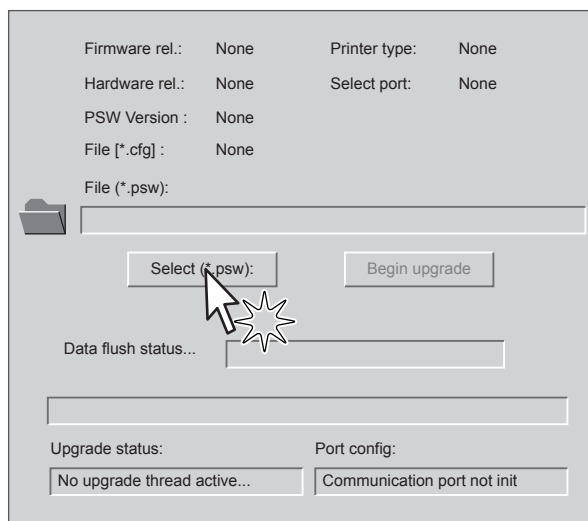 Firmware rel.: None Printer type: None
Hardware rel.: None Select port: None
PSW Version : None
File [*.cfg] : None
File (*.psw):
Select (*.psw): Begin upgrade
Data flush status...
Upgrade status: Port config:
No upgrade thread active... Communication port not init